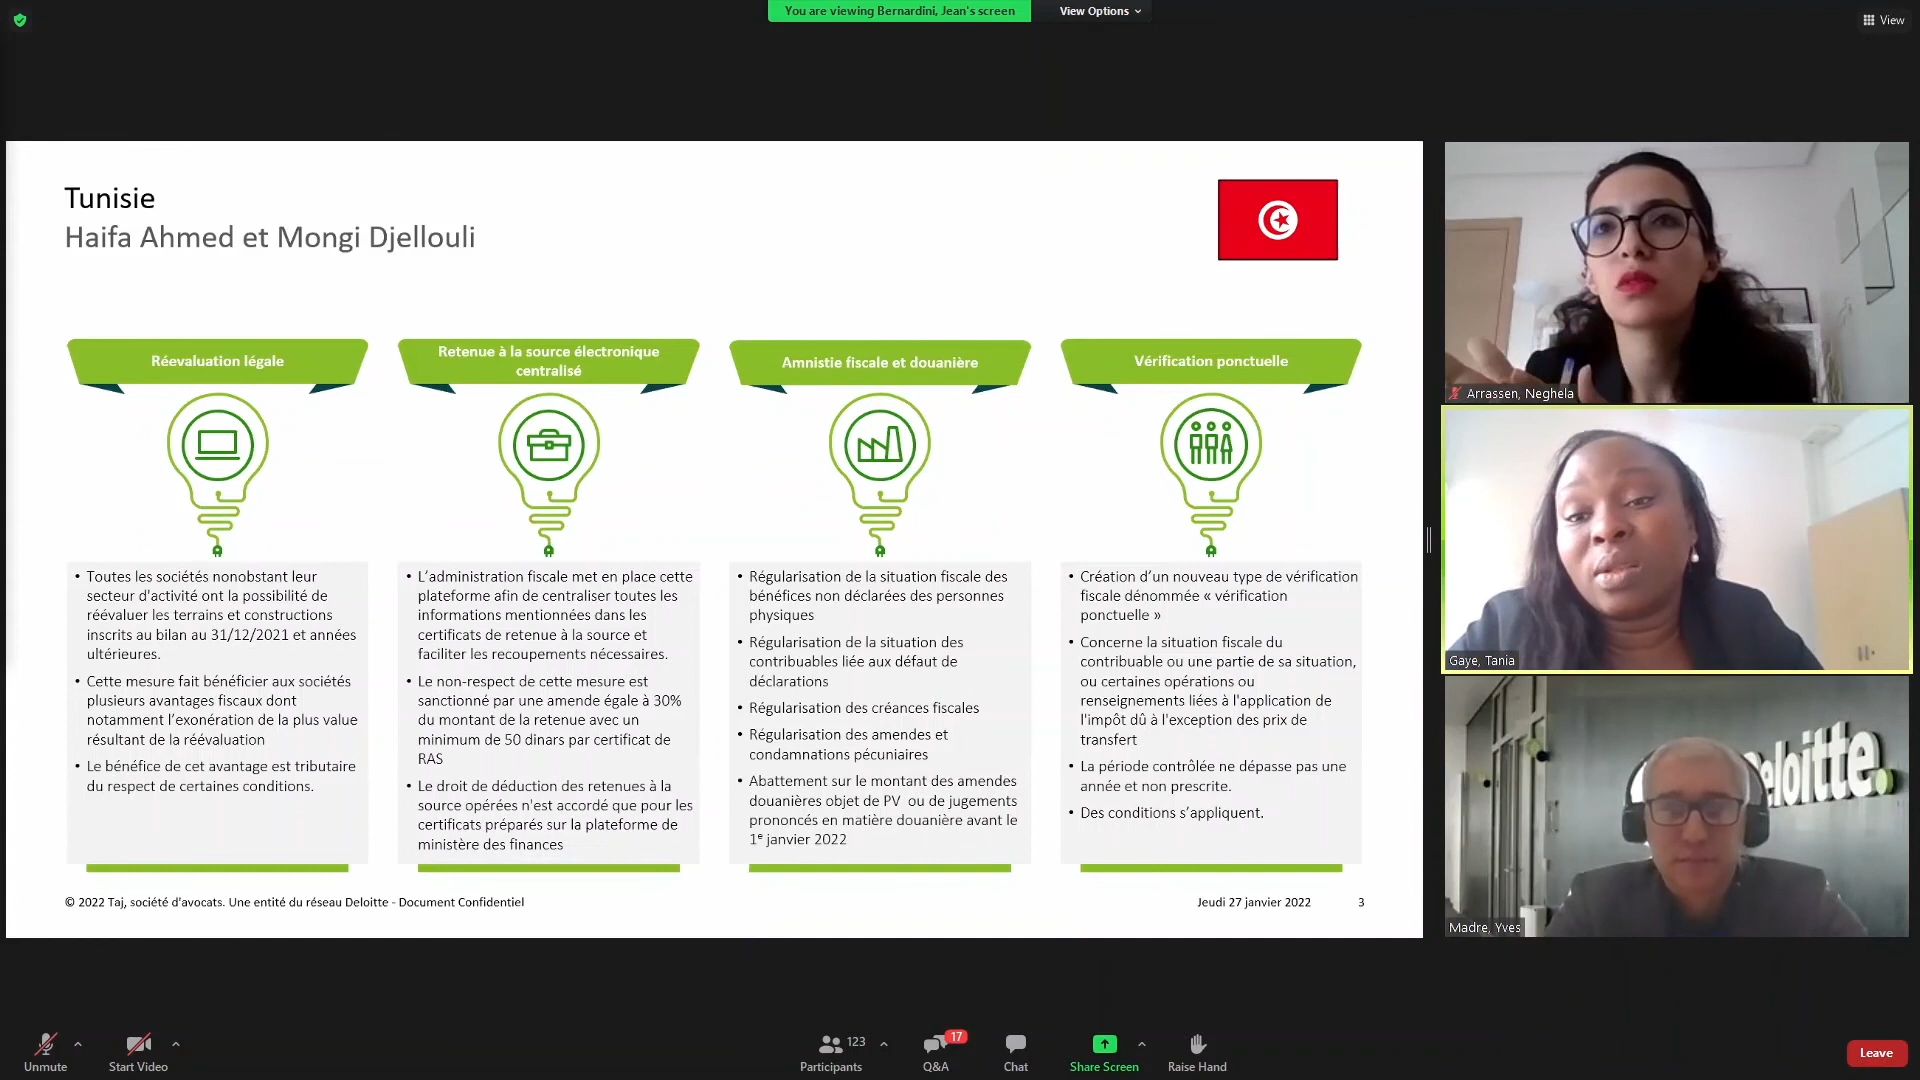 You are viewing Bernardini, Jean's screen
View Options
View
Tunisie
Haifa Ahmed et Mongi Djellouli
Réevaluation légale
Toutes les sociétés nonobstant leur
secteur d'activité ont la possibilité de
réévaluer les terrains et constructions
inscrits au bilan au 31/12/2021 et années
ultérieures.
Cette mesure fait bénéficier aux sociétés
plusieurs avantages fiscaux dont
notamment l'exonération de la plus value
résultant de la réévaluation
Le bénéfice de cet avantage est tributaire
du respect de certaines conditions.
Retenue à la source électronique
centralisé
L'administration fiscale met en place cette
plateforme afin de centraliser toutes les
informations mentionnées dans les
certificats de retenue à la source et
faciliter les recoupements nécessaires.
Le non-respect de cette mesure est
sanctionné par une amende égale à 30%
du montant de la retenue avec un
minimum de 50 dinars par certificat de
RAS
Le droit de déduction des retenues à la
source opérées n'est accordé que pour les
certificats préparés sur la plateforme de
ministère des finances
Amnistie fiscale et douanière
Régularisation de la situation fiscale des
bénéfices non déclarées des personnes
physiques
Régularisation de la situation des
contribuables liée aux défaut de
déclarations
Régularisation des créances fiscales
Régularisation des amendes et
condamnations pécuniaires
Abattement sur le montant des amendes
douanières objet de PV ou de jugements
prononcés en matière douanière avant le
1e janvier 2022
Vérification ponctuelle
Création d'un nouveau type de vérification
fiscale dénommée « vérification
ponctuelle »
Concerne la situation fiscale du
contribuable ou une partie de sa situation,
ou certaines opérations ou
renseignements liées à l'application de
l'impôt dû à l'exception des prix de
transfert
La période contrôlée ne dépasse pas une
année et non prescrite.
Des conditions s'appliquent.
© 2022 Taj, société d'avocats. Une entité du réseau Deloitte - Document Confidentiel
Jeudi 27 janvier 2022
3
Arrassen, Neghela
Gaye, Tania
Deloitte.
Madre, Yves
Unmute
Start Video
123
Participants
17
Q&A
Chat
Share Screen
Raise Hand
Leave